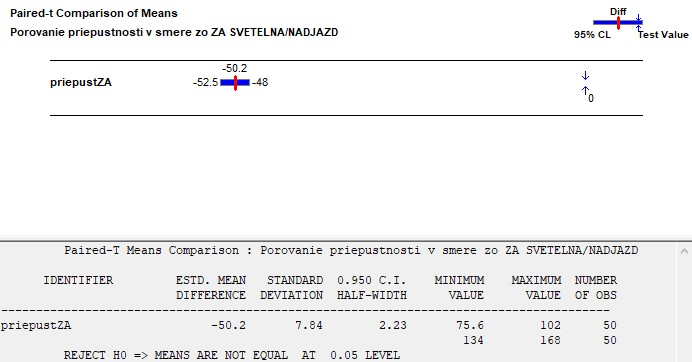 Paired-t Comparison of Means
Porovanie priepustnosti v smere zo ZA SVETELNA/NADJAZD
Diff
95% CL Test Value
-50.2
priepustZA -52.5 -48
0
Paired-T Means Comparison : Porovanie priepustnosti v smere zo ZA SVETELNA/NADJAZD
IDENTIFIER ESTD. MEAN STANDARD 0.950 C.I. MINIMUM MAXIMUM NUMBER
DIFFERENCE DEVIATION HALF-WIDTH VALUE VALUE OF OBS
priepustZA -50.2 7.84 2.23 75.6 102 50
134 168 50
REJECT H0 => MEANS ARE NOT EQUAL AT 0.05 LEVEL